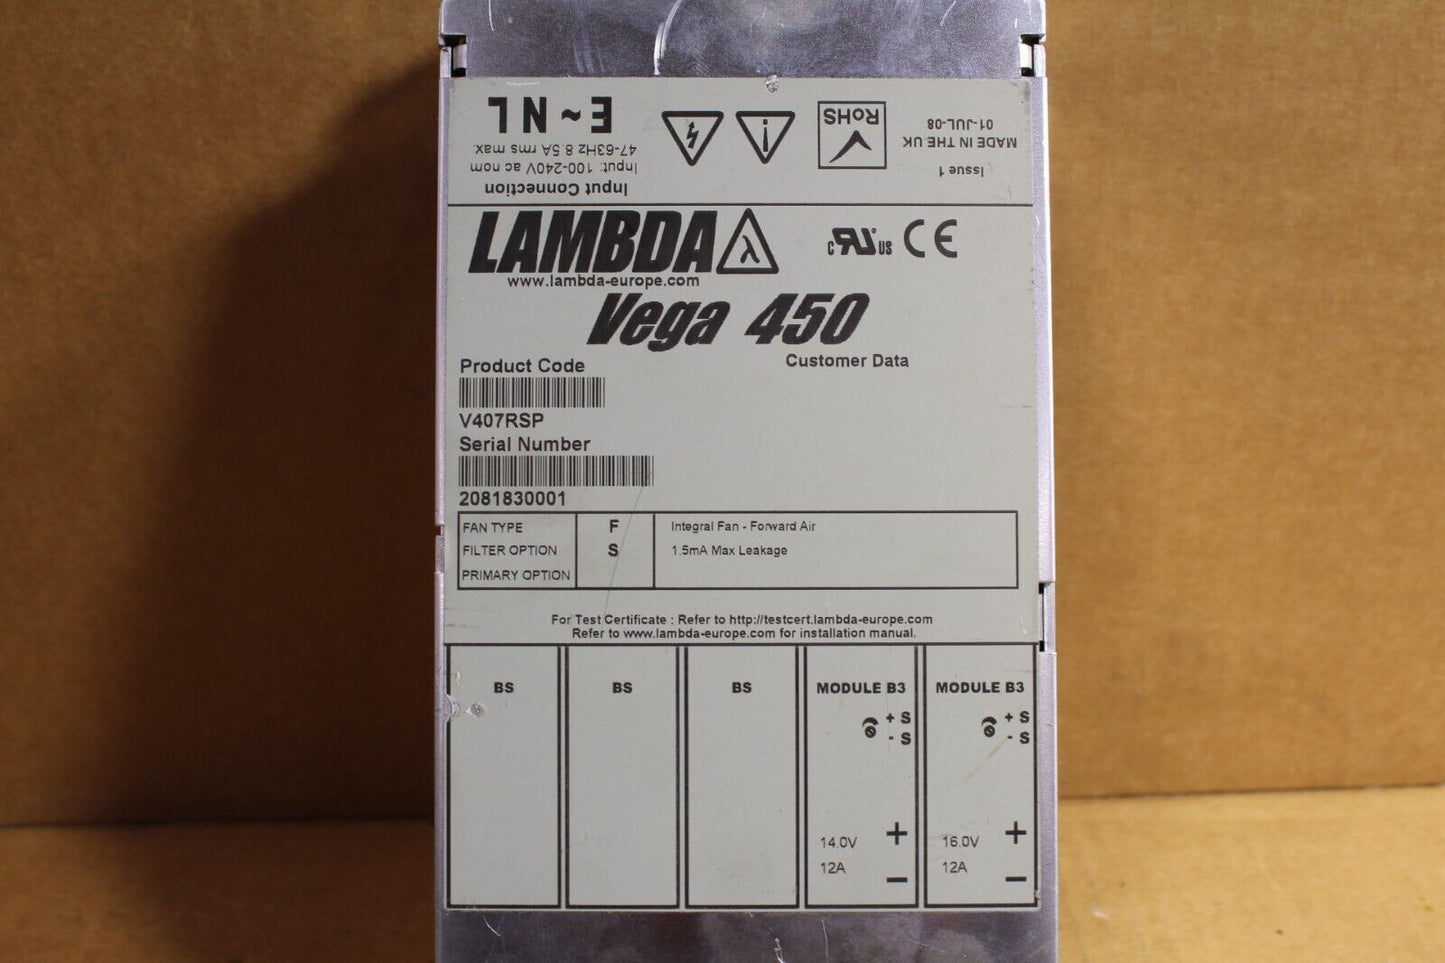 E ~ N L
47-63Hz 8.5A rms max.
Input: 100-240V ac nom
Input Connection
RoHS
01-JUL-08
MADE IN THE UK
Issue 1
LAMBDA λ
www.lambda-europe.com
c RU us CE
Vega 450
Product Code
Customer Data
V407RSP
Serial Number
2081830001
FAN TYPE F Integral Fan - Forward Air
FILTER OPTION S 1.5mA Max Leakage
PRIMARY OPTION
For Test Certificate : Refer to http://testcert.lambda-europe.com
Refer to www.lambda-europe.com for installation manual.
BS BS BS MODULE B3 MODULE B3
+ S + S
- S - S
14.0V + 16.0V +
12A - 12A -